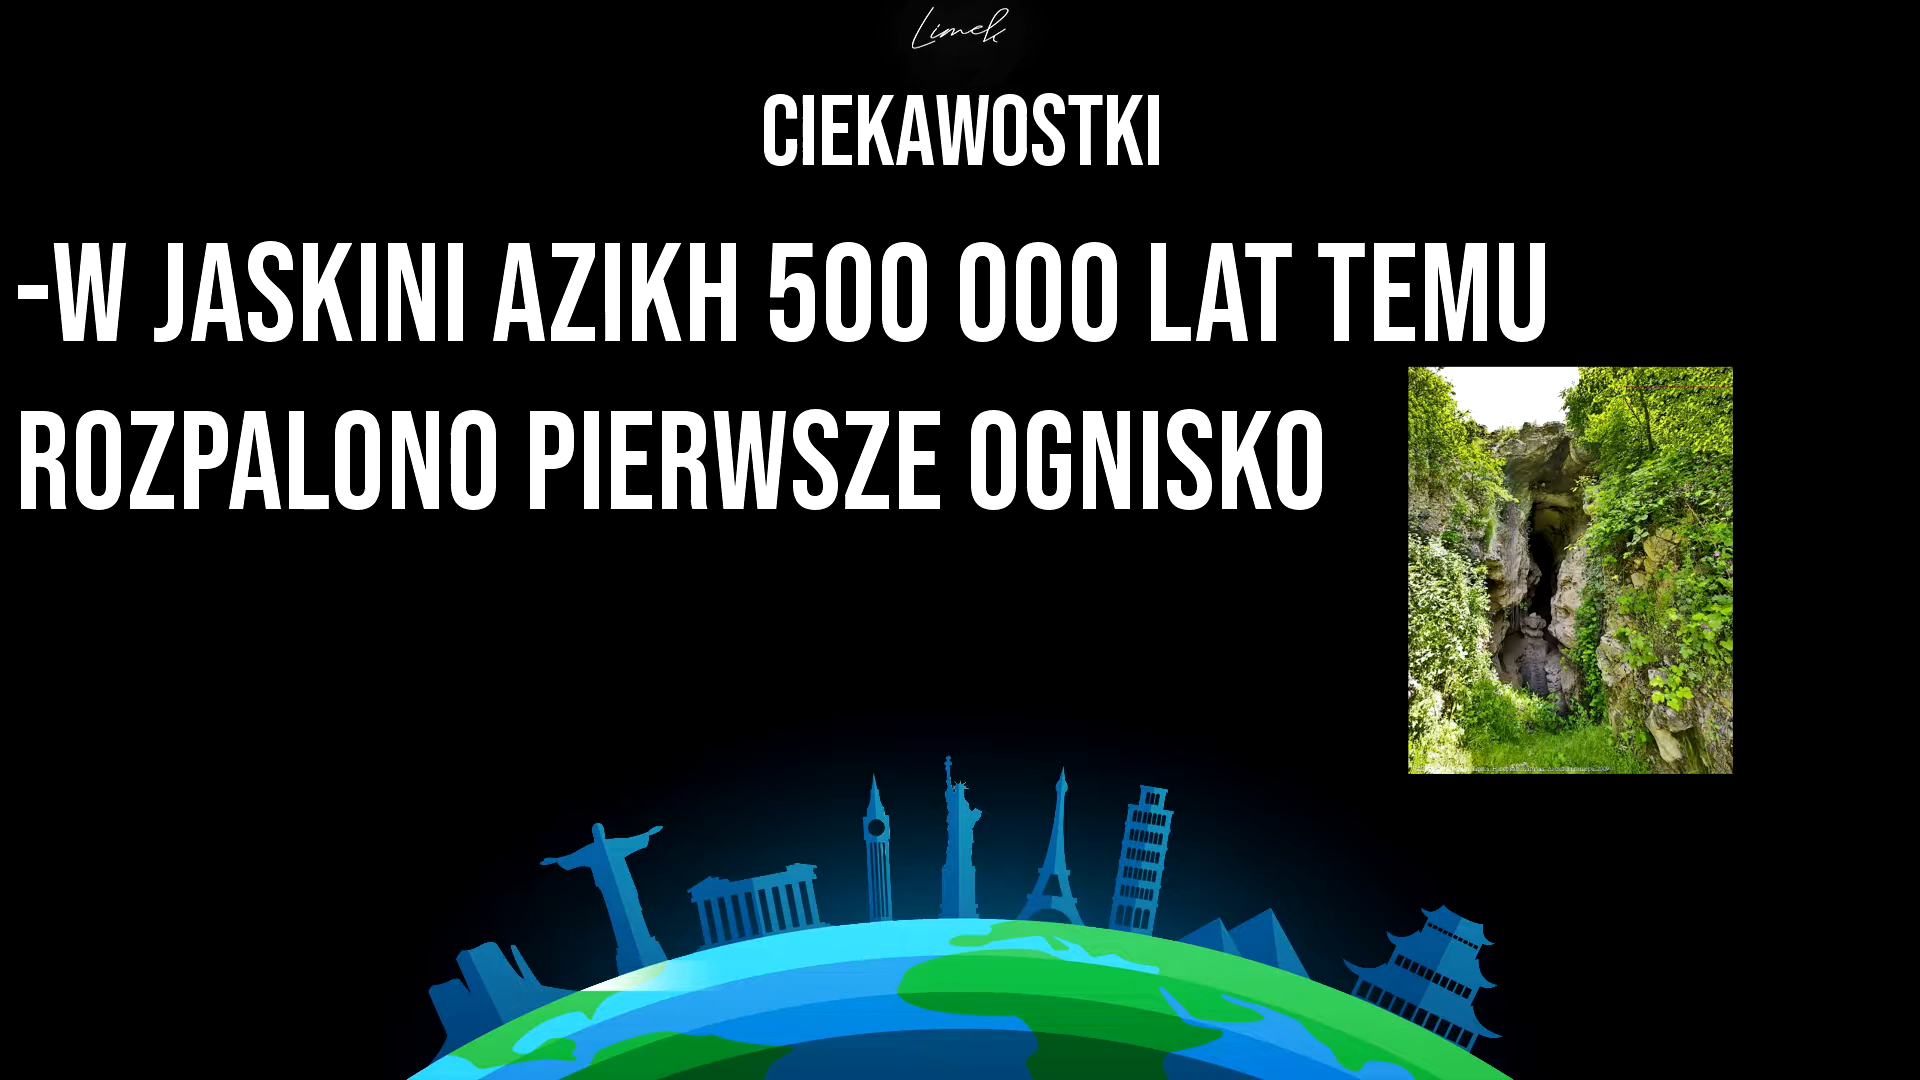 Limek
CIEKAWOSTKI
-W JASKINI AZIKH 500 000 LAT TEMU
ROZPALONO PIERWSZE OGNISKO